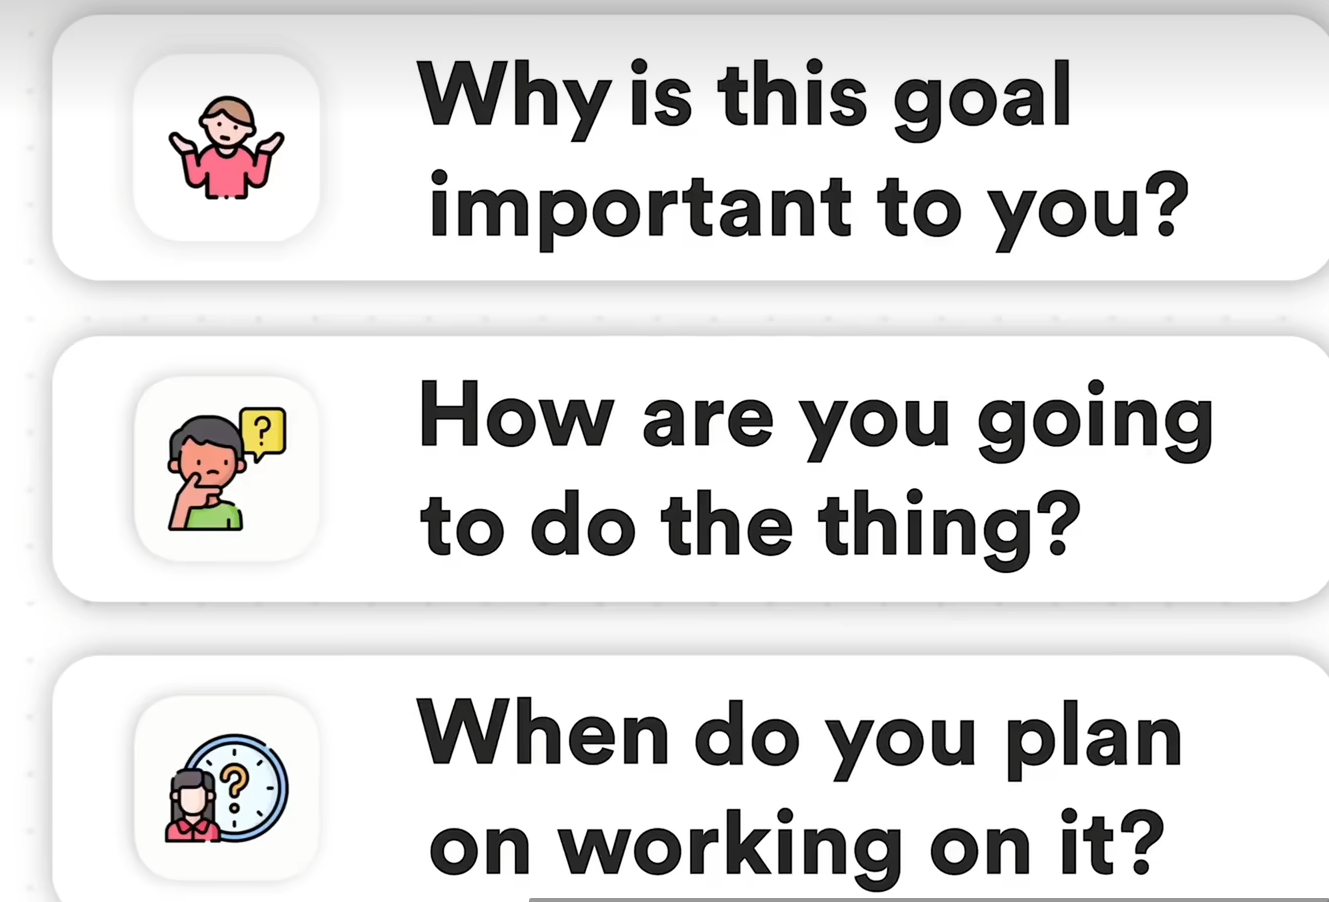 Why is this goal
important to you?
?
How are you going
to do the thing?
?
When do you plan
on working on it?